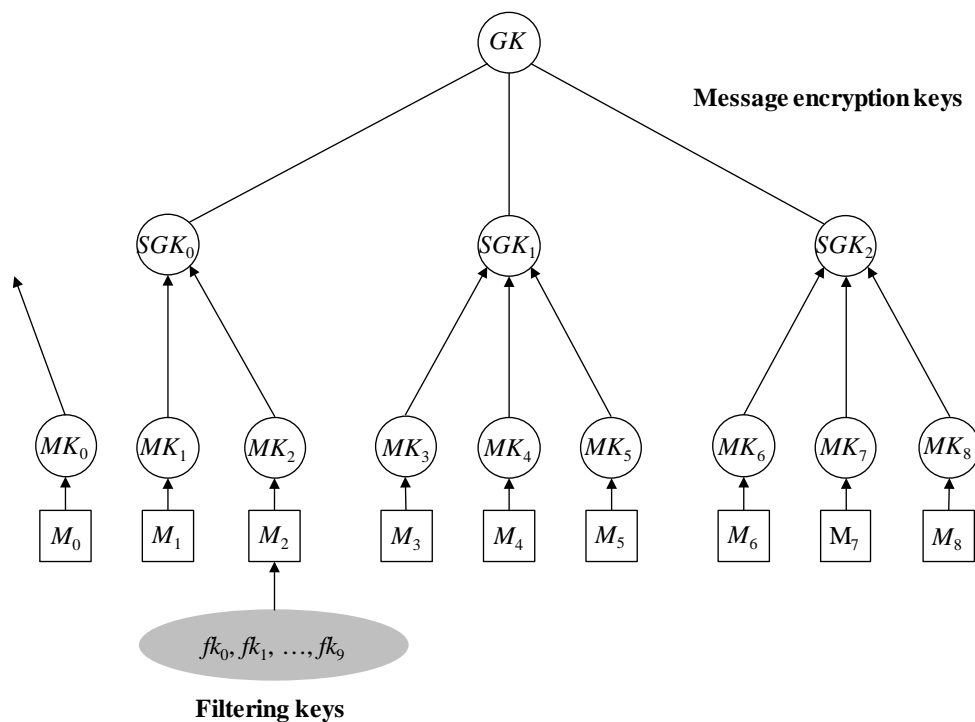 GK
Message encryption keys
SGK₀ SGK₁ SGK₂
MK₀ MK₁ MK₂ MK₃ MK₄ MK₅ MK₆ MK₇ MK₈
M₀ M₁ M₂ M₃ M₄ M₅ M₆ M₇ M₈
fk₀, fk₁, …, fk₉
Filtering keys